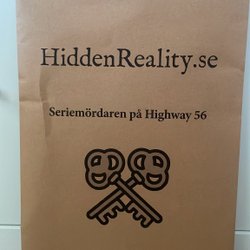 HiddenReality.se
Seriemördaren på Highway 56